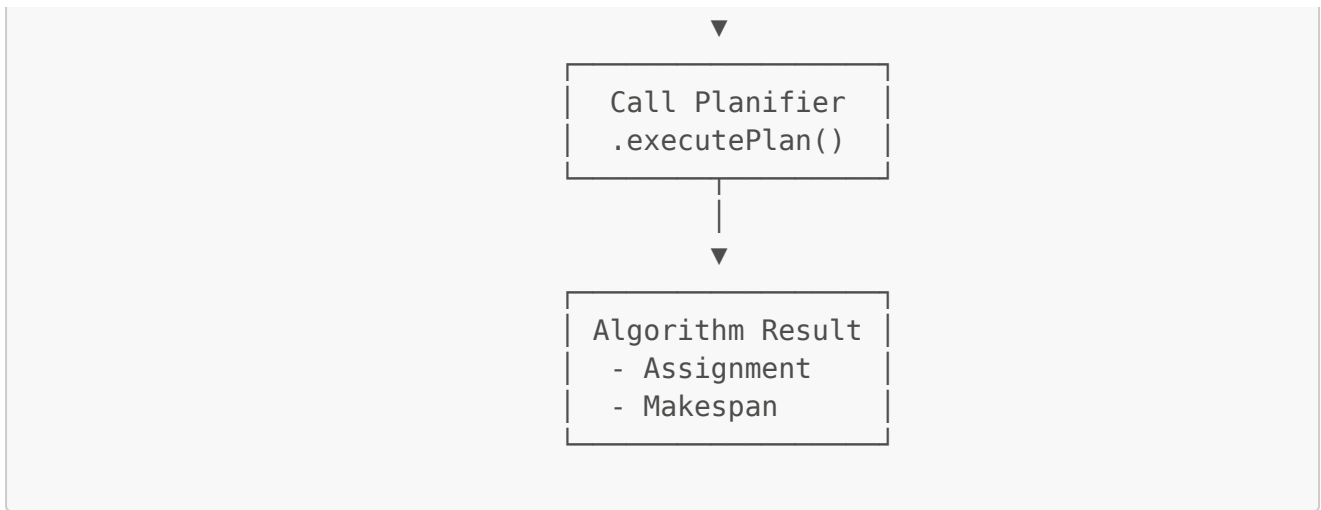 ▼
Call Planifier
.executePlan()
▼
Algorithm Result
- Assignment
- Makespan